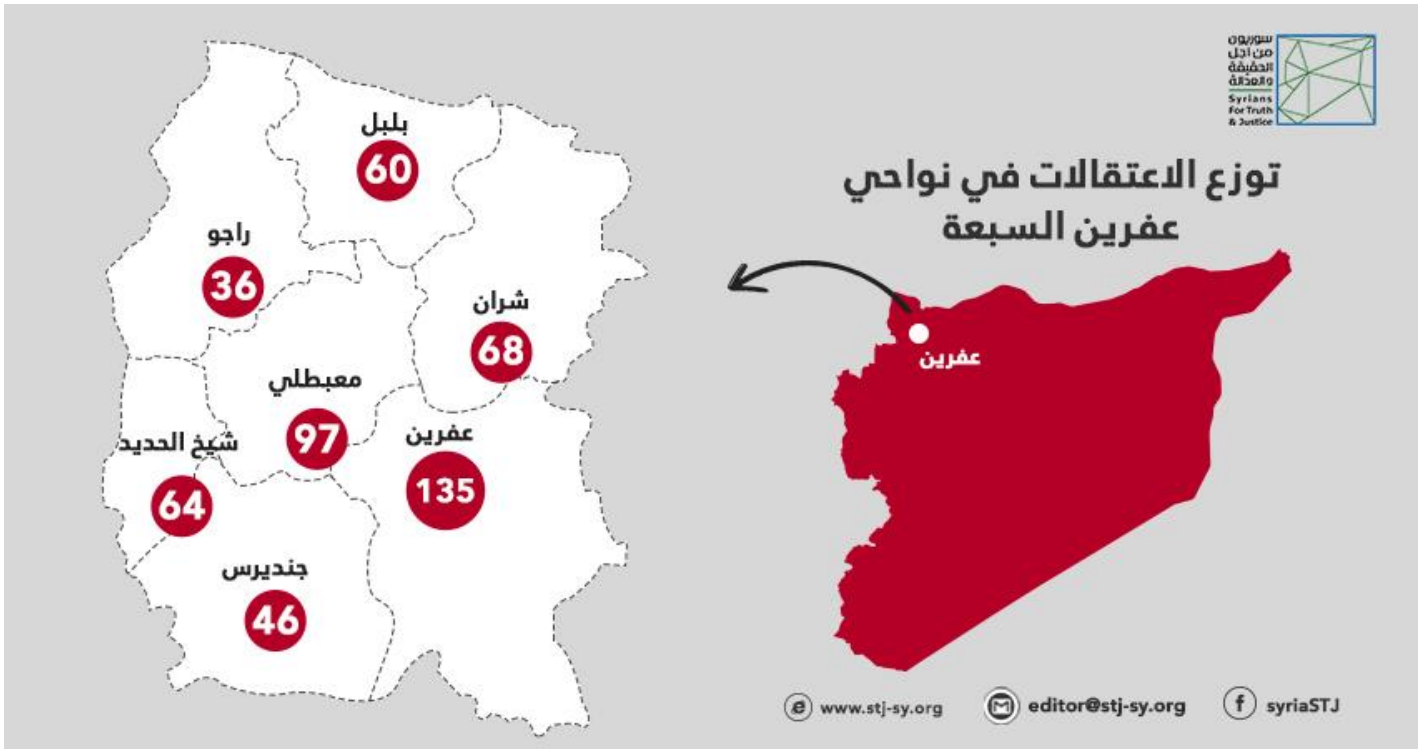 سوريون
من أجل
الحقيقة
والعدالة
Syrians
For Truth
& Justice
توزع الاعتقالات في نواحي
عفرين السبعة
عفرين
بلبل
60
راجو
36
شران
68
معبطلي
97
عفرين
135
شيخ الحديد
64
جنديرس
46
www.stj-sy.org
editor@stj-sy.org
f syriaSTJ